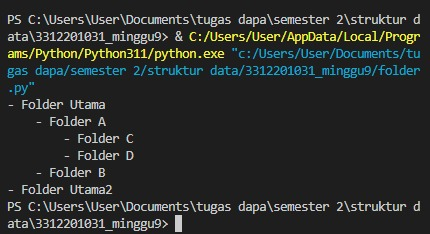 PS C:\Users\User\Documents\tugas dapa\semester 2\struktur d
ata\3312201031_minggu9> & C:/Users/User/AppData/Local/Progr
ams/Python/Python311/python.exe "c:/Users/User/Documents/tu
gas dapa/semester 2/struktur data/3312201031_minggu9/folder
.py"
- Folder Utama
    - Folder A
        - Folder C
        - Folder D
    - Folder B
- Folder Utama2
PS C:\Users\User\Documents\tugas dapa\semester 2\struktur d
ata\3312201031_minggu9>